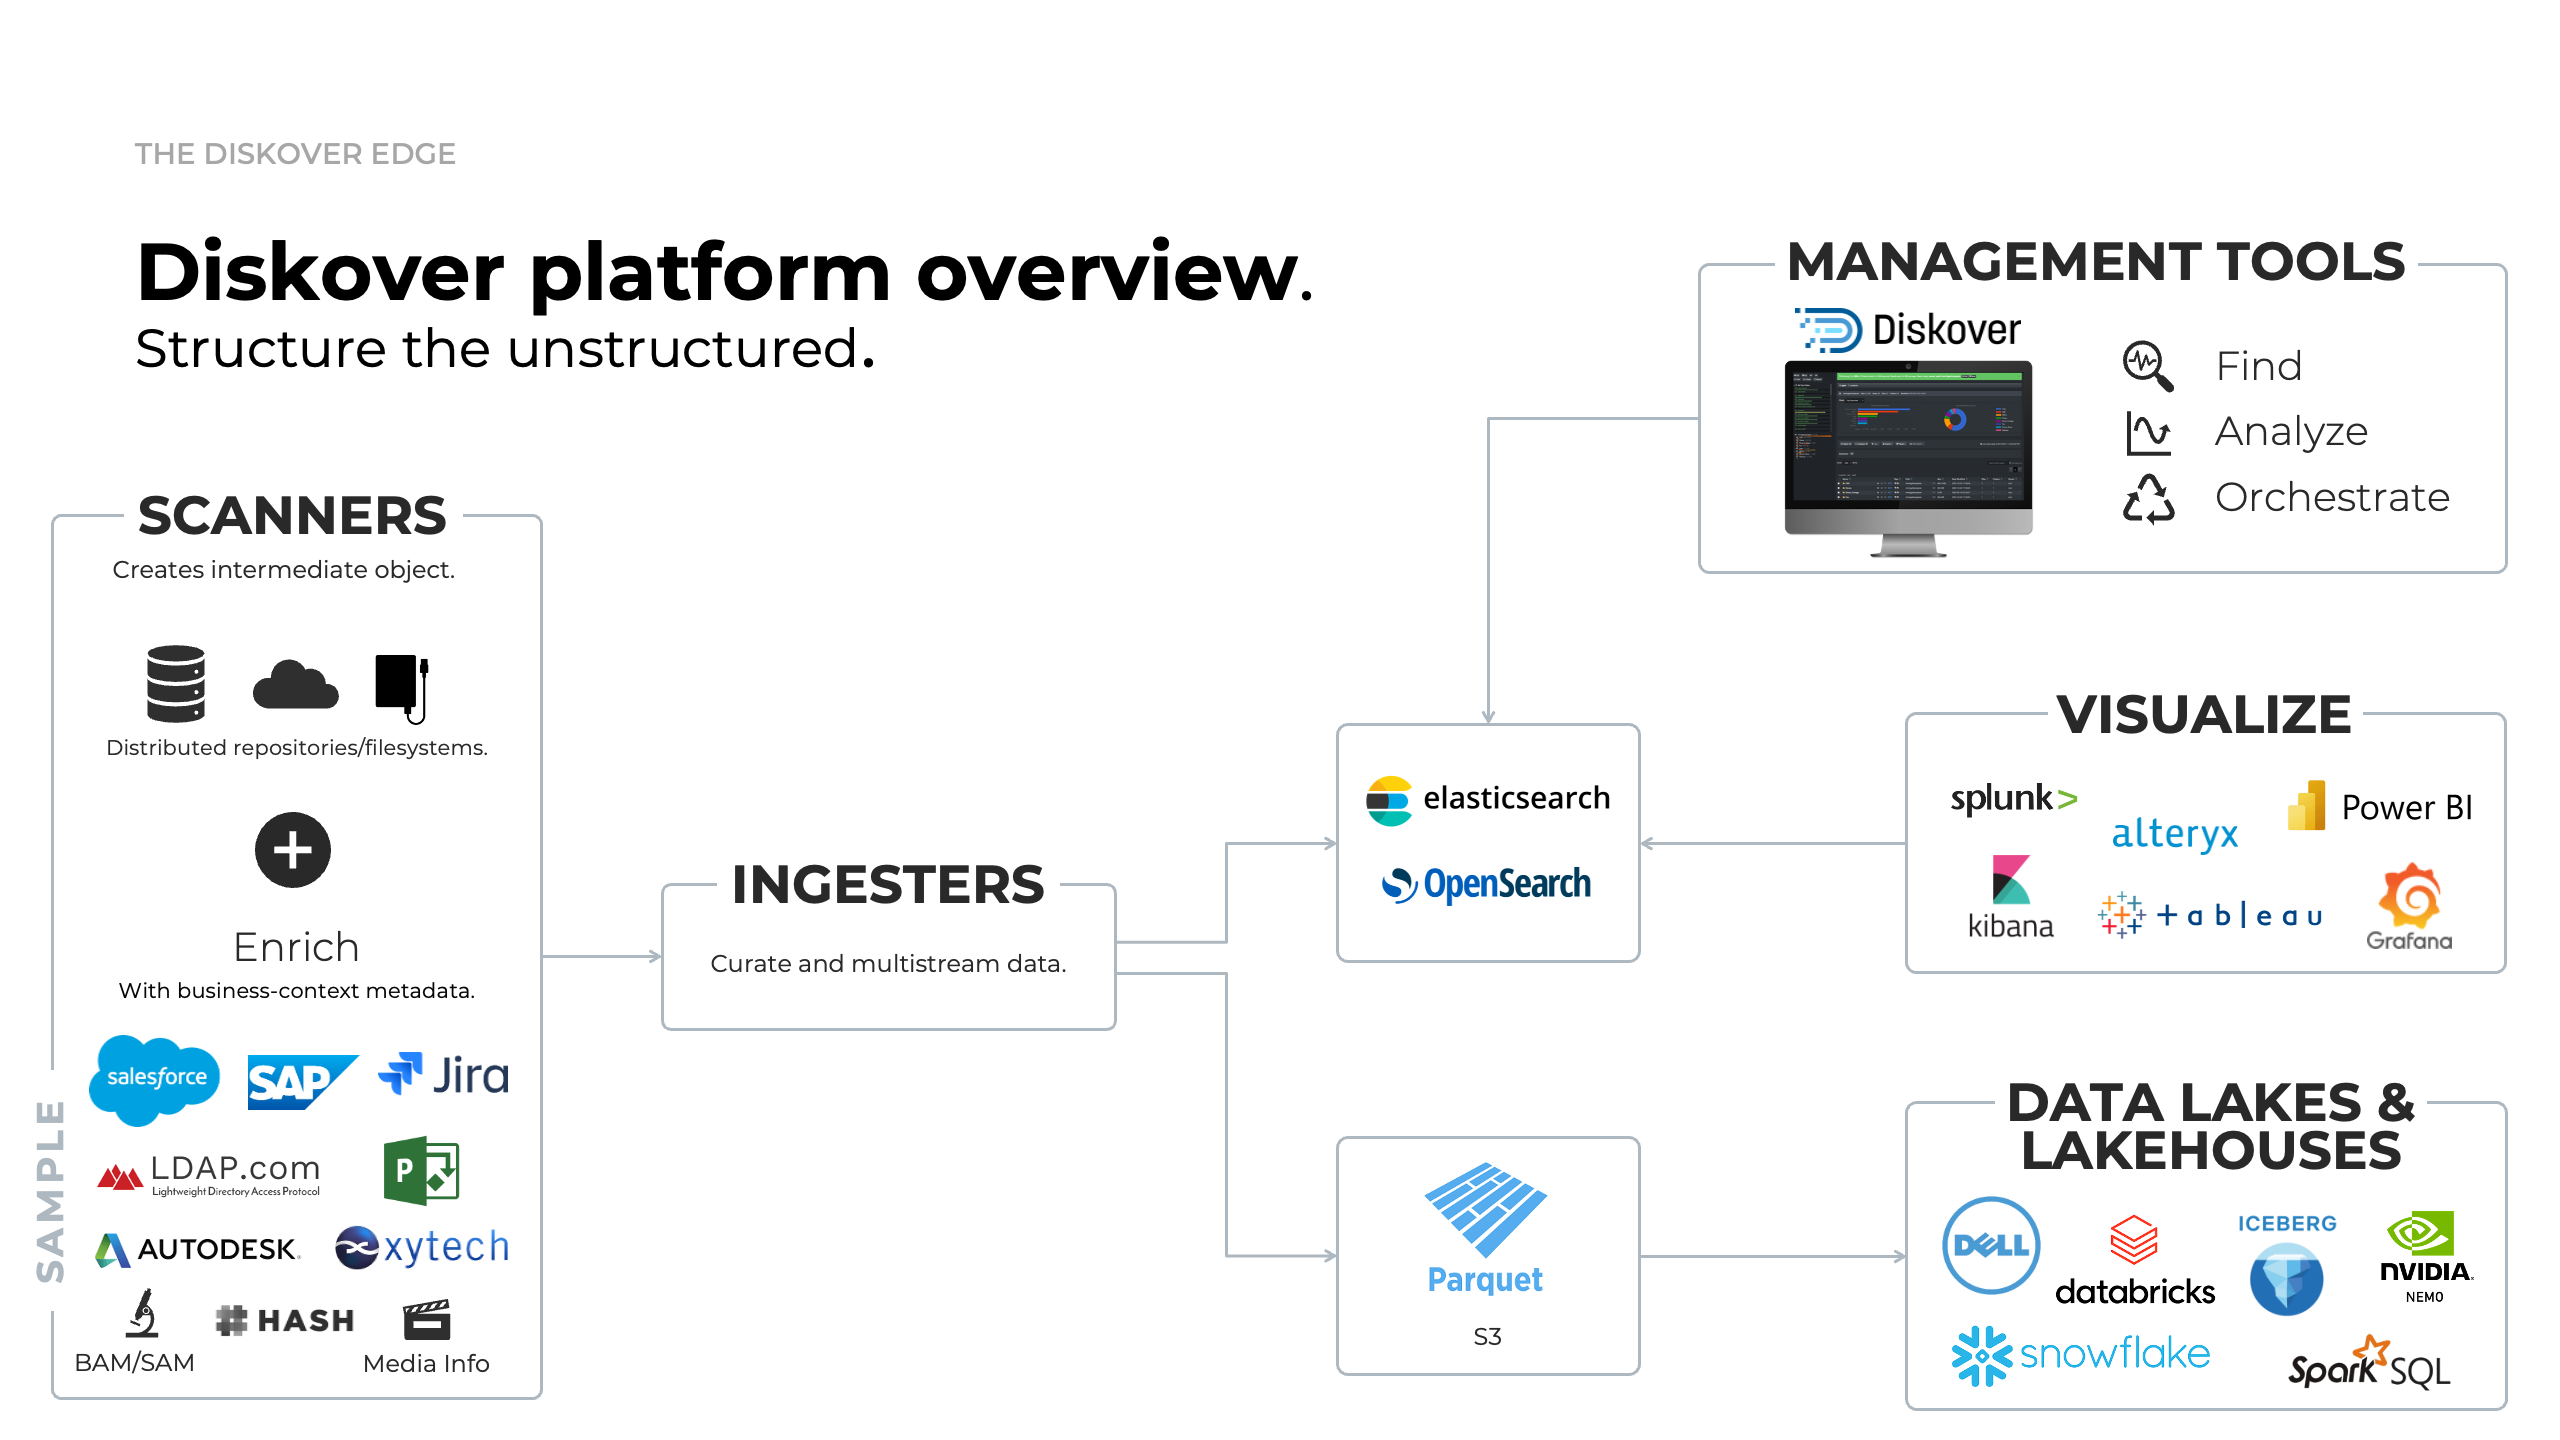 THE DISKOVER EDGE
Diskover platform overview.
Structure the unstructured.
SCANNERS
Creates intermediate object.
Distributed repositories/filesystems.
Enrich
With business-context metadata.
SAMPLE
salesforce
SAP
Jira
LDAP.com
Lightweight Directory Access Protocol
P
AUTODESK
xytech
BAM/SAM
HASH
Media Info
INGESTERS
Curate and multistream data.
elasticsearch
OpenSearch
Parquet
S3
MANAGEMENT TOOLS
Diskover
Find
Analyze
Orchestrate
VISUALIZE
splunk>
alteryx
Power BI
kibana
+ableau
Grafana
DATA LAKES &
LAKEHOUSES
DELL
databricks
ICEBERG
NVIDIA
NEMO
snowflake
Spark SQL